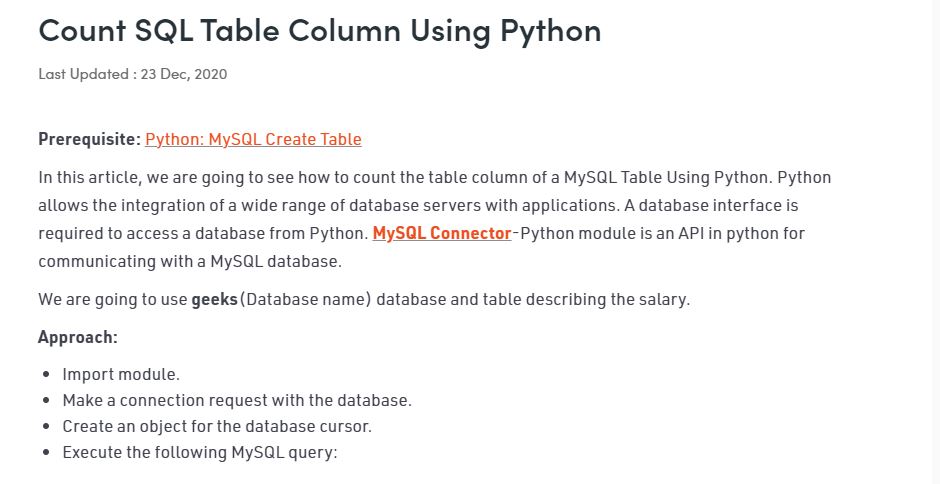 Count SQL Table Column Using Python
Last Updated : 23 Dec, 2020
Prerequisite: Python: MySQL Create Table
In this article, we are going to see how to count the table column of a MySQL Table Using Python. Python
allows the integration of a wide range of database servers with applications. A database interface is
required to access a database from Python. MySQL Connector-Python module is an API in python for
communicating with a MySQL database.
We are going to use geeks(Database name) database and table describing the salary.
Approach:
• Import module.
• Make a connection request with the database.
• Create an object for the database cursor.
• Execute the following MySQL query: